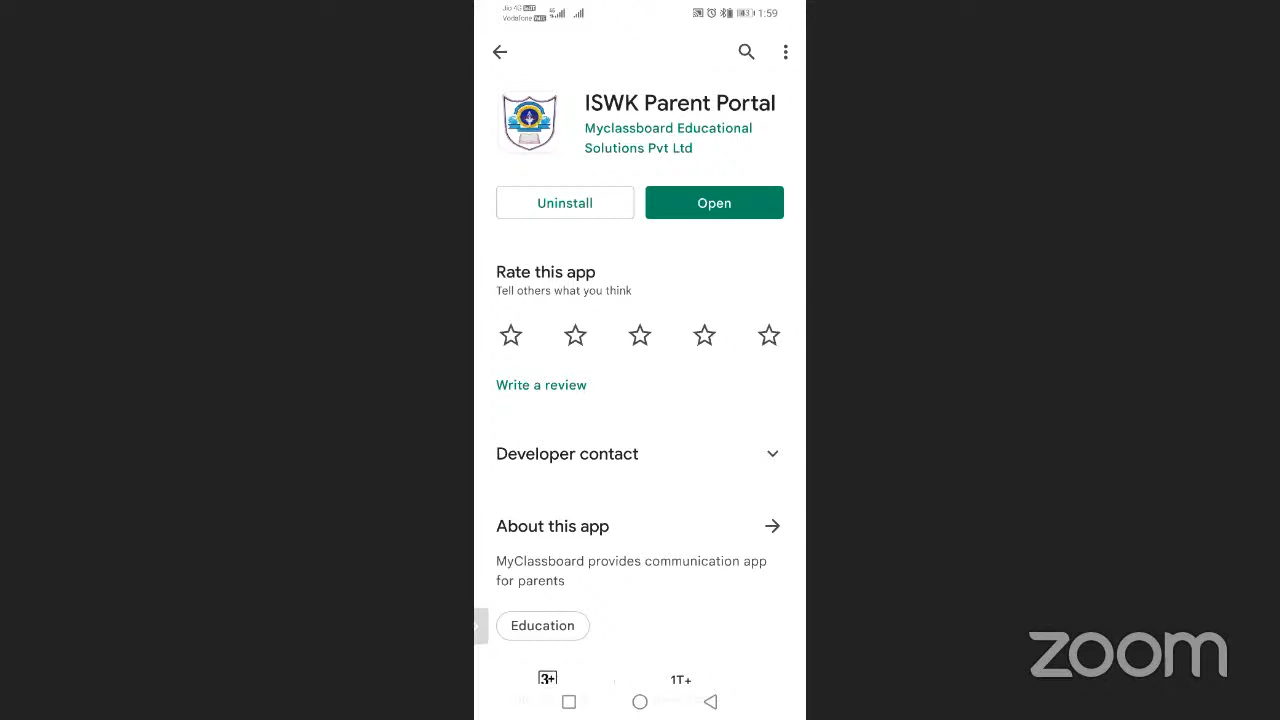 Jio 4G VoLTE
Vodafone VoLTE
1:59
ISWK Parent Portal
Myclassboard Educational
Solutions Pvt Ltd
Uninstall
Open
Rate this app
Tell others what you think
Write a review
Developer contact
About this app
MyClassboard provides communication app
for parents
Education
3+
1T+
zoom